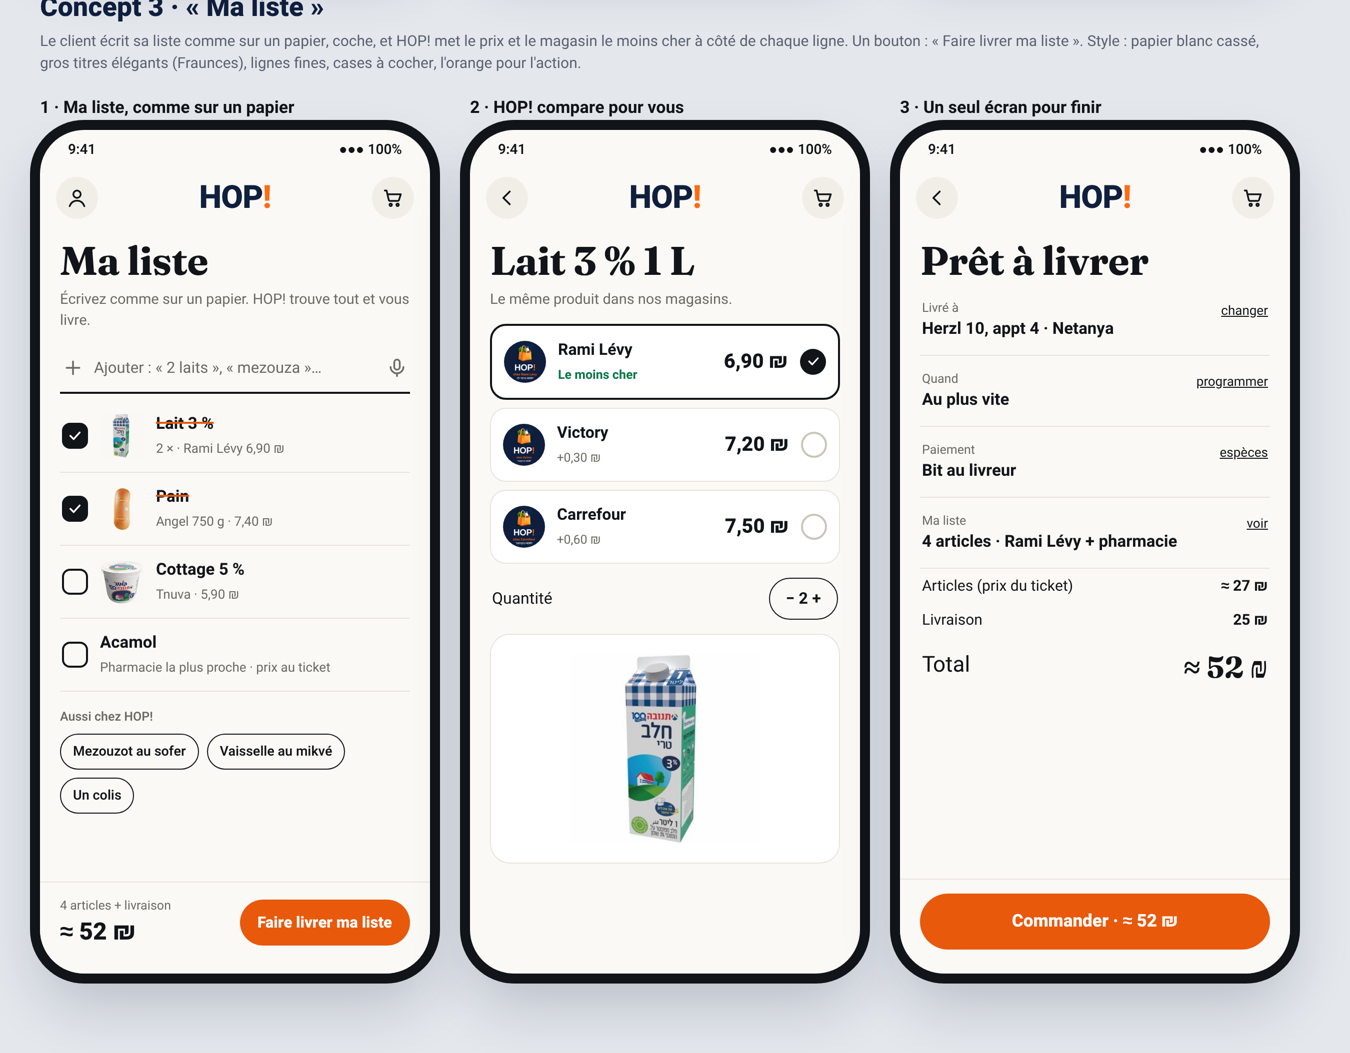 Concept 3 · « Ma liste »
Le client écrit sa liste comme sur un papier, coche, et HOP! met le prix et le magasin le moins cher à côté de chaque ligne. Un bouton : « Faire livrer ma liste ». Style : papier blanc cassé,
gros titres élégants (Fraunces), lignes fines, cases à cocher, l'orange pour l'action.
1 · Ma liste, comme sur un papier
9:41
●●● 100%
HOP!
Ma liste
Écrivez comme sur un papier. HOP! trouve tout et vous
livre.
Ajouter : « 2 laits », « mezouza »...
Lait 3 %
2 × · Rami Lévy 6,90 ₪
Pain
Angel 750 g · 7,40 ₪
Cottage 5 %
Tnuva · 5,90 ₪
Acamol
Pharmacie la plus proche · prix au ticket
Aussi chez HOP!
Mezouzot au sofer
Vaisselle au mikvé
Un colis
4 articles + livraison
≈ 52 ₪
Faire livrer ma liste
2 · HOP! compare pour vous
9:41
●●● 100%
HOP!
Lait 3 % 1 L
Le même produit dans nos magasins.
HOP!
Rami Lévy
Le moins cher
6,90 ₪
HOP!
Victory
+0,30 ₪
7,20 ₪
HOP!
Carrefour
+0,60 ₪
7,50 ₪
Quantité
− 2 +
תנובה
חלב
טרי
3%
1 ליטר
3 · Un seul écran pour finir
9:41
●●● 100%
HOP!
Prêt à livrer
Livré à
changer
Herzl 10, appt 4 · Netanya
Quand
programmer
Au plus vite
Paiement
espèces
Bit au livreur
Ma liste
voir
4 articles · Rami Lévy + pharmacie
Articles (prix du ticket)
≈ 27 ₪
Livraison
25 ₪
Total
≈ 52 ₪
Commander · ≈ 52 ₪